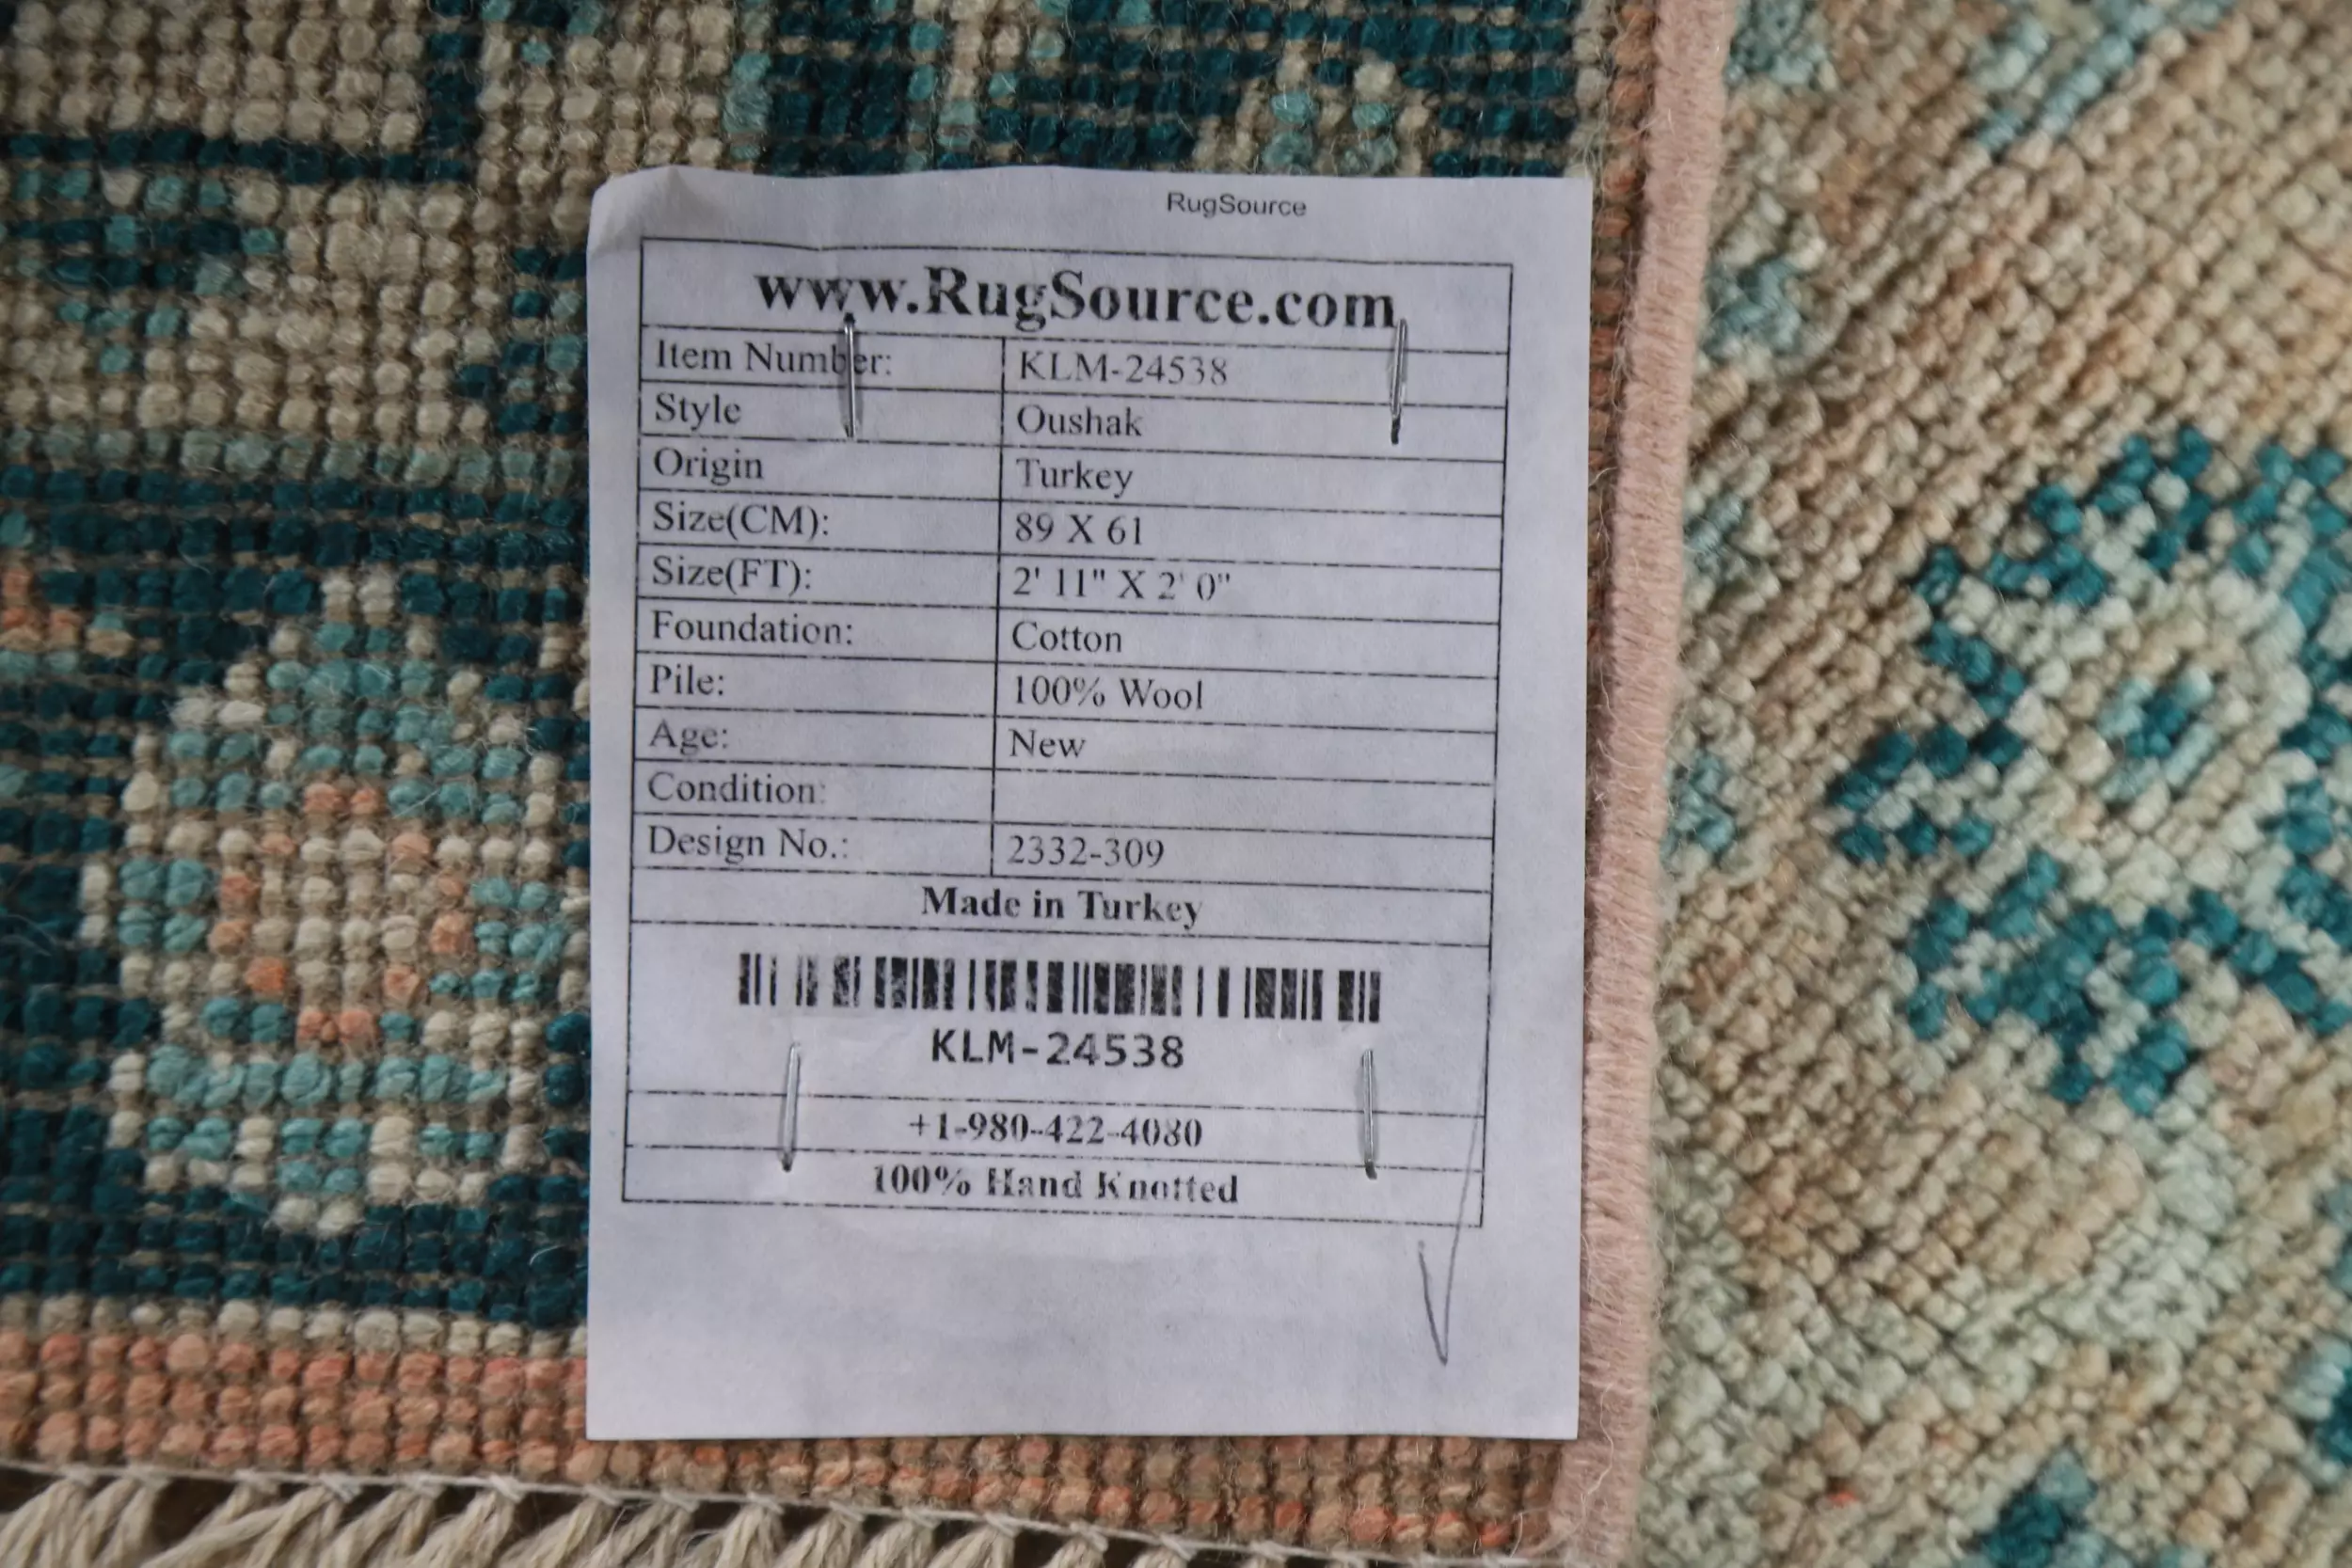 RugSource
www.RugSource.com
Item Number: KLM-24538
Style Oushak
Origin Turkey
Size(CM): 89 X 61
Size(FT): 2' 11" X 2' 0"
Foundation: Cotton
Pile: 100% Wool
Age: New
Condition:
Design No.: 2332-309
Made in Turkey
KLM-24538
+1-980-422-4080
100% Hand Knotted